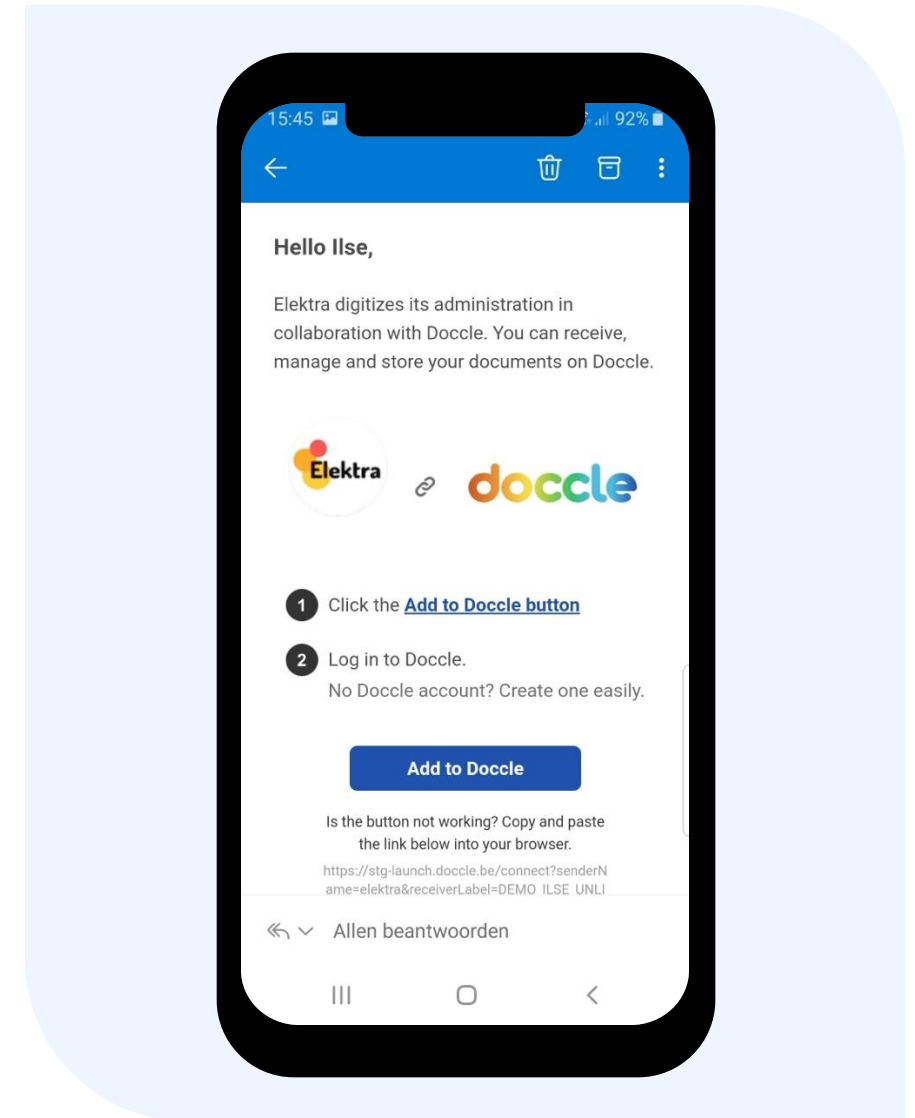 15:45 92%
Hello Ilse,
Elektra digitizes its administration in
collaboration with Doccle. You can receive,
manage and store your documents on Doccle.
Elektra
doccle
1 Click the Add to Doccle button
2 Log in to Doccle.
No Doccle account? Create one easily.
Add to Doccle
Is the button not working? Copy and paste
the link below into your browser.
https://stg-launch.doccle.be/connect?senderN
ame=elektra&receiverLabel=DEMO_ILSE_UNLI
Allen beantwoorden